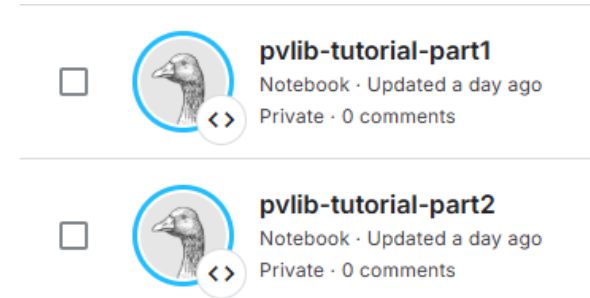 pvlib-tutorial-part1
Notebook · Updated a day ago
Private · 0 comments
<>
pvlib-tutorial-part2
Notebook · Updated a day ago
Private · 0 comments
<>